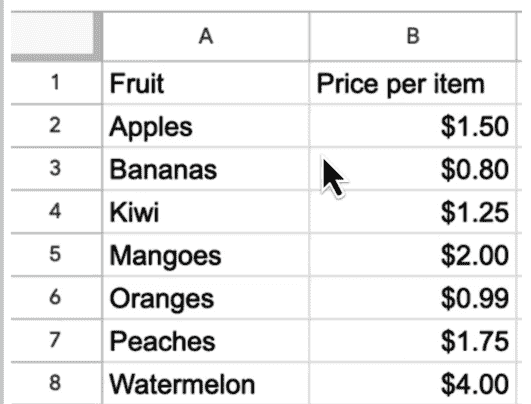 A B
1 Fruit Price per item
2 Apples $1.50
3 Bananas $0.80
4 Kiwi $1.25
5 Mangoes $2.00
6 Oranges $0.99
7 Peaches $1.75
8 Watermelon $4.00